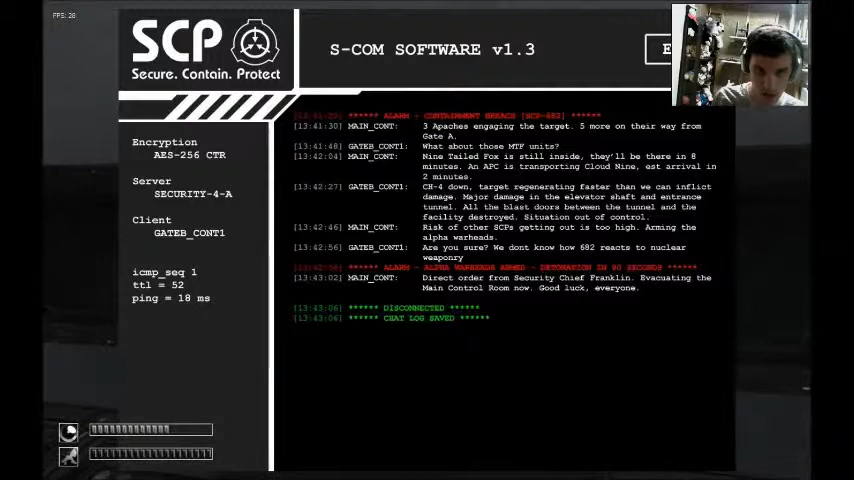 FPS: 28
SCP
Secure. Contain. Protect
S-COM SOFTWARE v1.3
E
Encryption
AES-256 CTR
Server
SECURITY-4-A
Client
GATEB_CONT1
icmp_seq 1
ttl = 52
ping = 18 ms
[13:41:29] ****** ALARM - CONTAINMENT BREACH [SCP-682] ******
[13:41:30] MAIN_CONT: 3 Apaches engaging the target. 5 more on their way from
Gate A.
[13:41:48] GATEB_CONT1: What about those MTF units?
[13:42:04] MAIN_CONT: Nine Tailed Fox is still inside, they'll be there in 8
minutes. An APC is transporting Cloud Nine, est arrival in
2 minutes.
[13:42:27] GATEB_CONT1: CH-4 down, target regenerating faster than we can inflict
damage. Major damage in the elevator shaft and entrance
tunnel. All the blast doors between the tunnel and the
facility destroyed. Situation out of control.
[13:42:46] MAIN_CONT: Risk of other SCPs getting out is too high. Arming the
alpha warheads.
[13:42:56] GATEB_CONT1: Are you sure? We dont know how 682 reacts to nuclear
weaponry
[13:42:58] ****** ALARM - ALPHA WARHEADS ARMED - DETONATION IN 90 SECONDS ******
[13:43:02] MAIN_CONT: Direct order from Security Chief Franklin. Evacuating the
Main Control Room now. Good luck, everyone.
[13:43:06] ****** DISCONNECTED ******
[13:43:06] ****** CHAT LOG SAVED ******